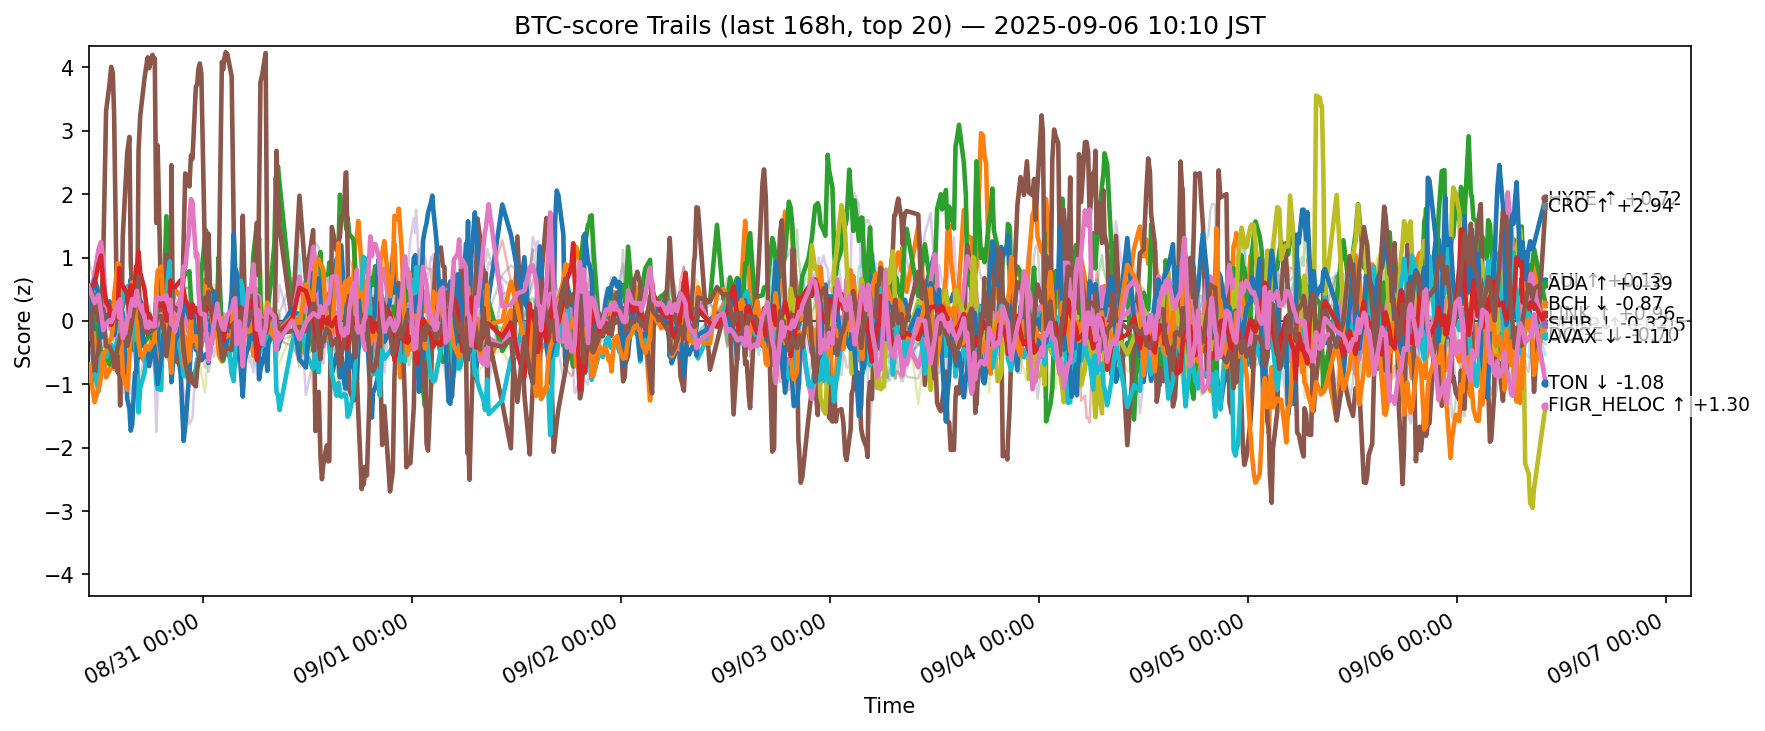 BTC-score Trails (last 168h, top 20) — 2025-09-06 10:10 JST
Score (z)
4
3
2
1
0
−1
−2
−3
−4
HYPE ↑ +0.72
CRO ↑ +2.94
ADA ↑ +0.39
BCH ↓ -0.87
SHIB ↓ -0.32
AVAX ↓ -1.11
TON ↓ -1.08
FIGR_HELOC ↑ +1.30
08/31 00:00
09/01 00:00
09/02 00:00
09/03 00:00
09/04 00:00
09/05 00:00
09/06 00:00
09/07 00:00
Time